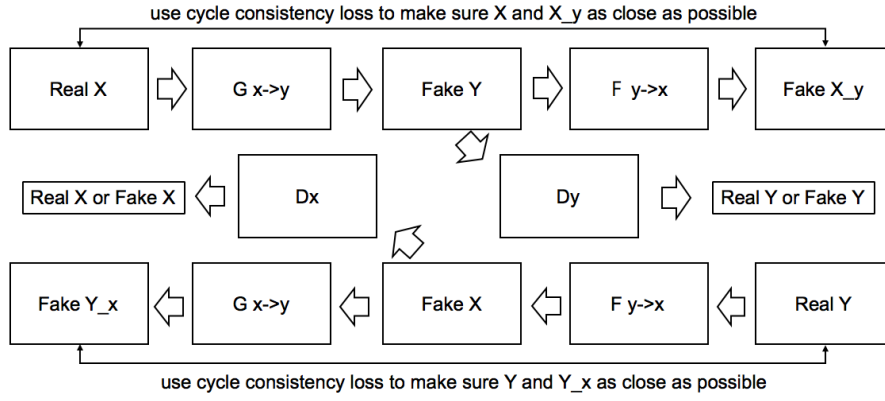 use cycle consistency loss to make sure X and X_y as close as possible
Real X
G x->y
Fake Y
F y->x
Fake X_y
Real X or Fake X
Dx
Dy
Real Y or Fake Y
Fake Y_x
G x->y
Fake X
F y->x
Real Y
use cycle consistency loss to make sure Y and Y_x as close as possible